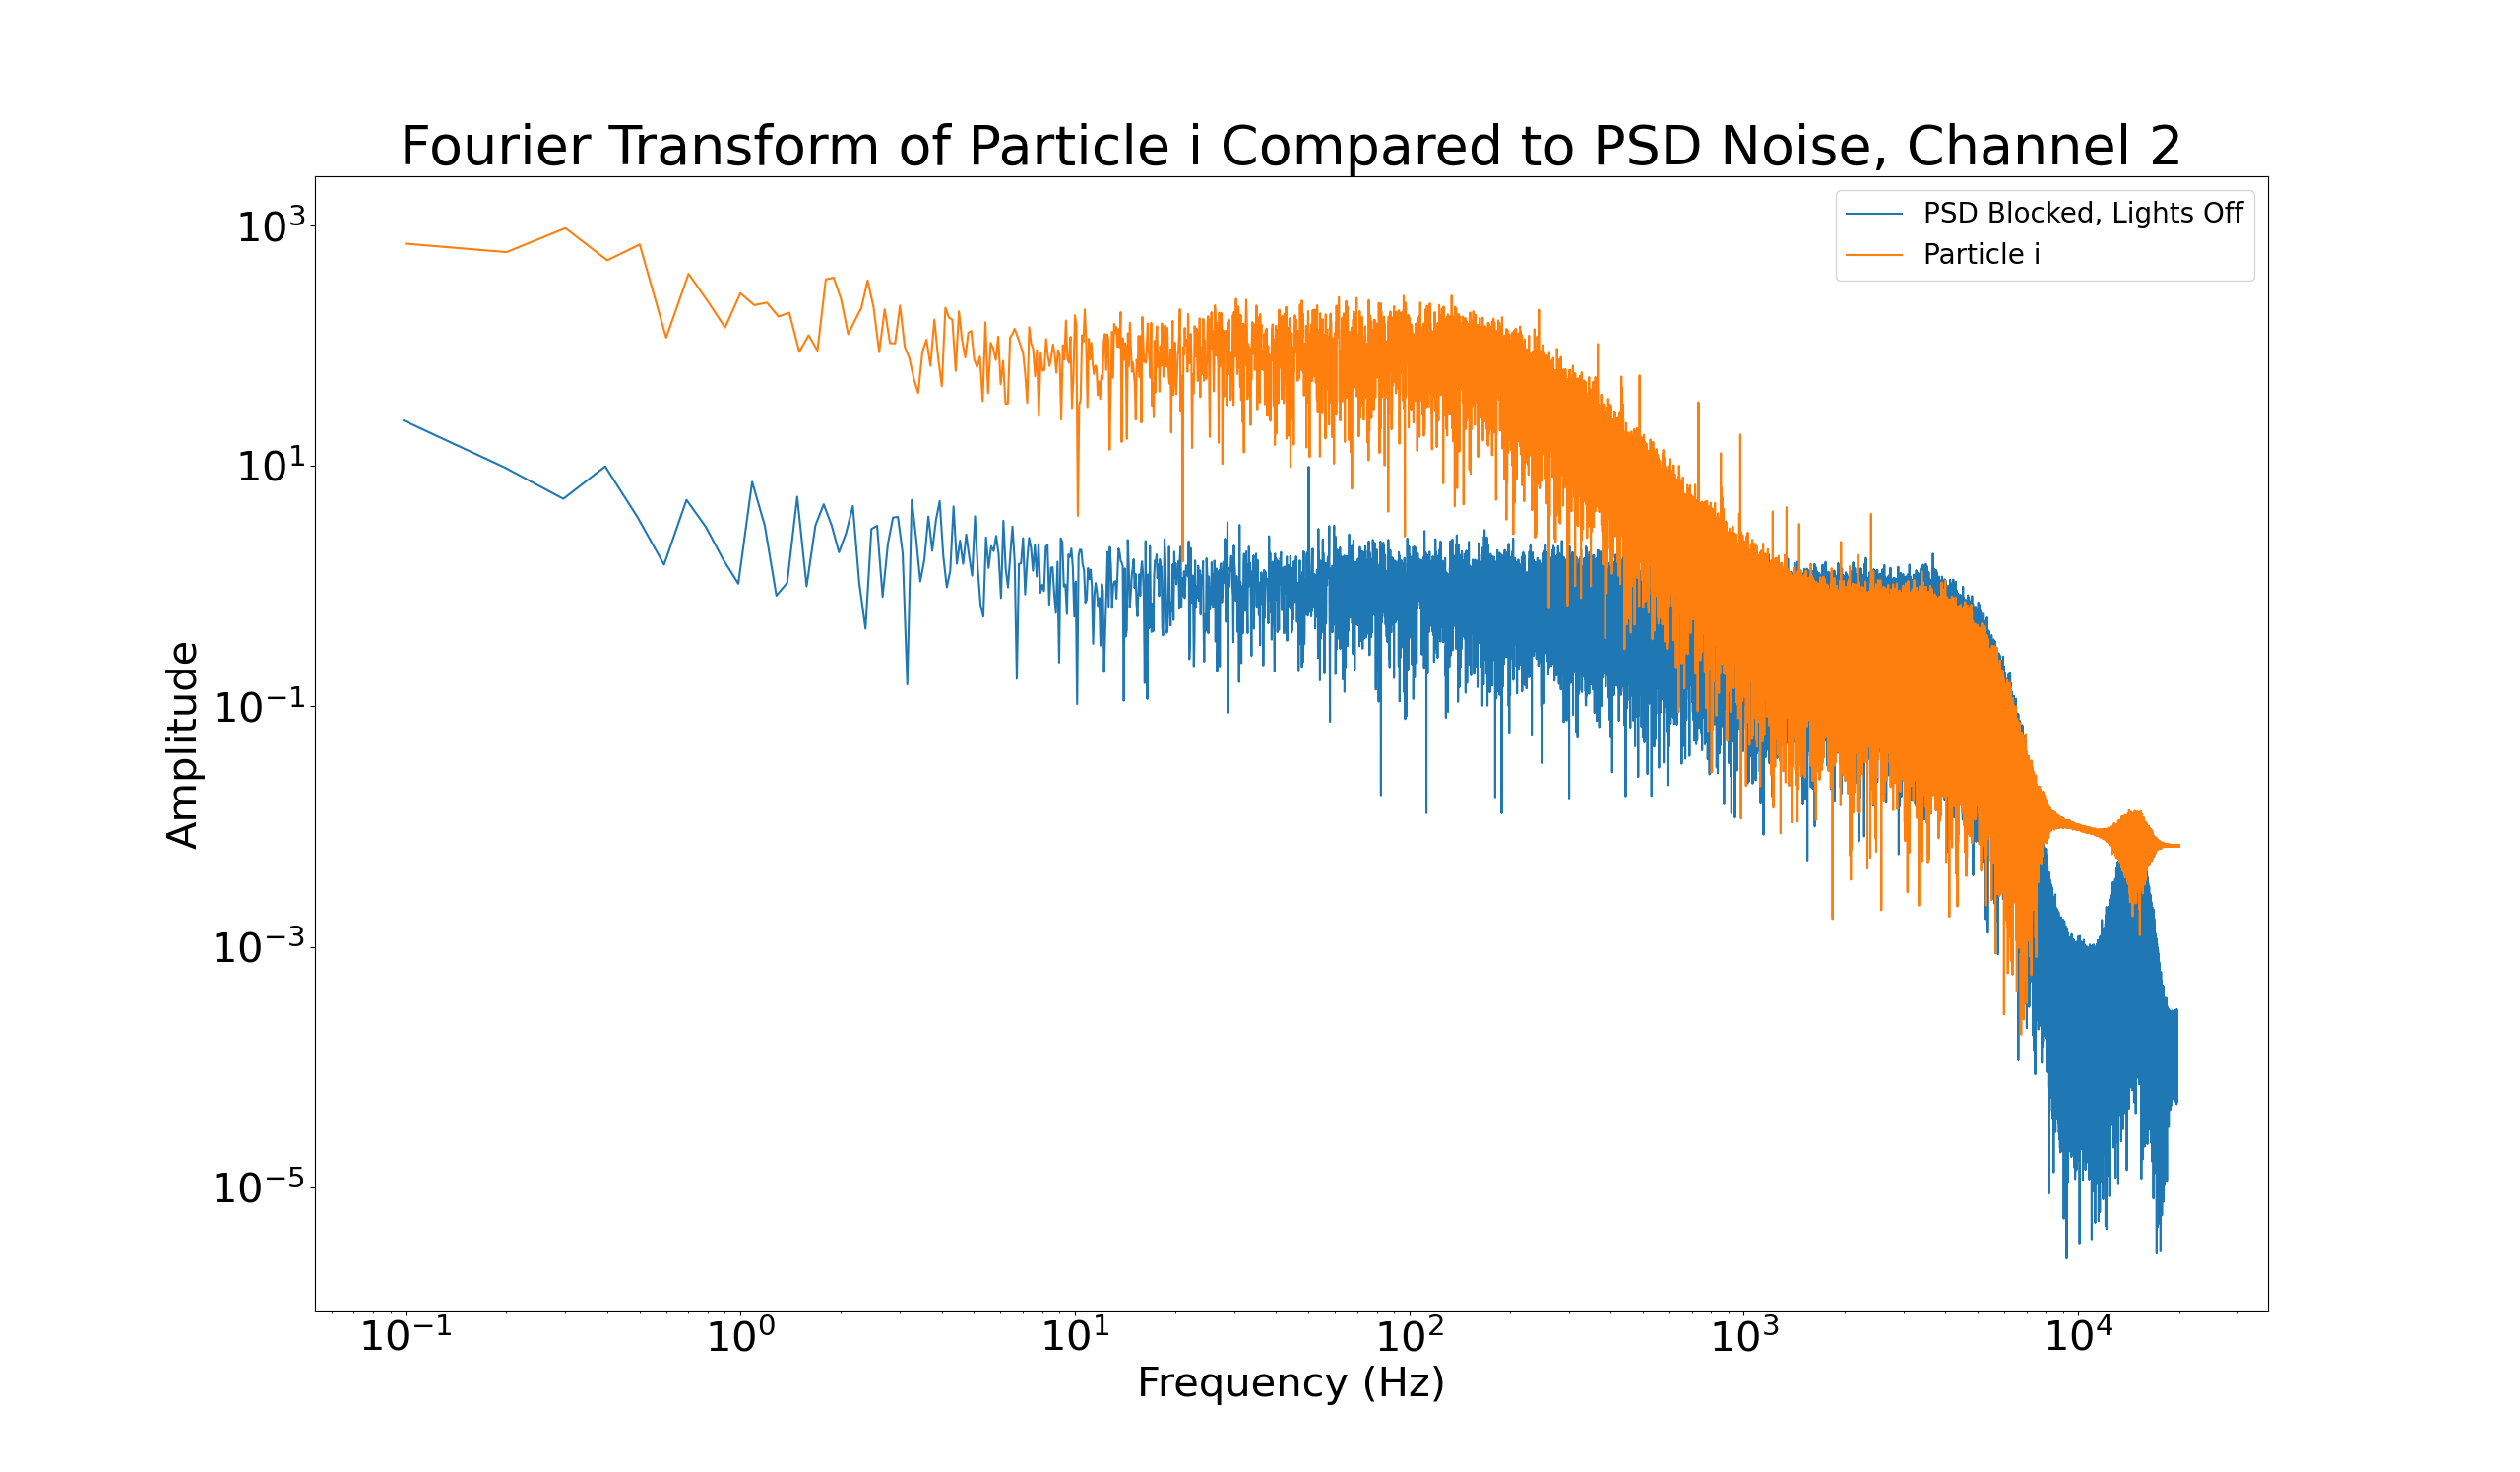 Fourier Transform of Particle i Compared to PSD Noise, Channel 2
PSD Blocked, Lights Off
Particle i
10³
10¹
10⁻¹
10⁻³
10⁻⁵
Amplitude
10⁻¹ 10⁰ 10¹ 10² 10³ 10⁴
Frequency (Hz)